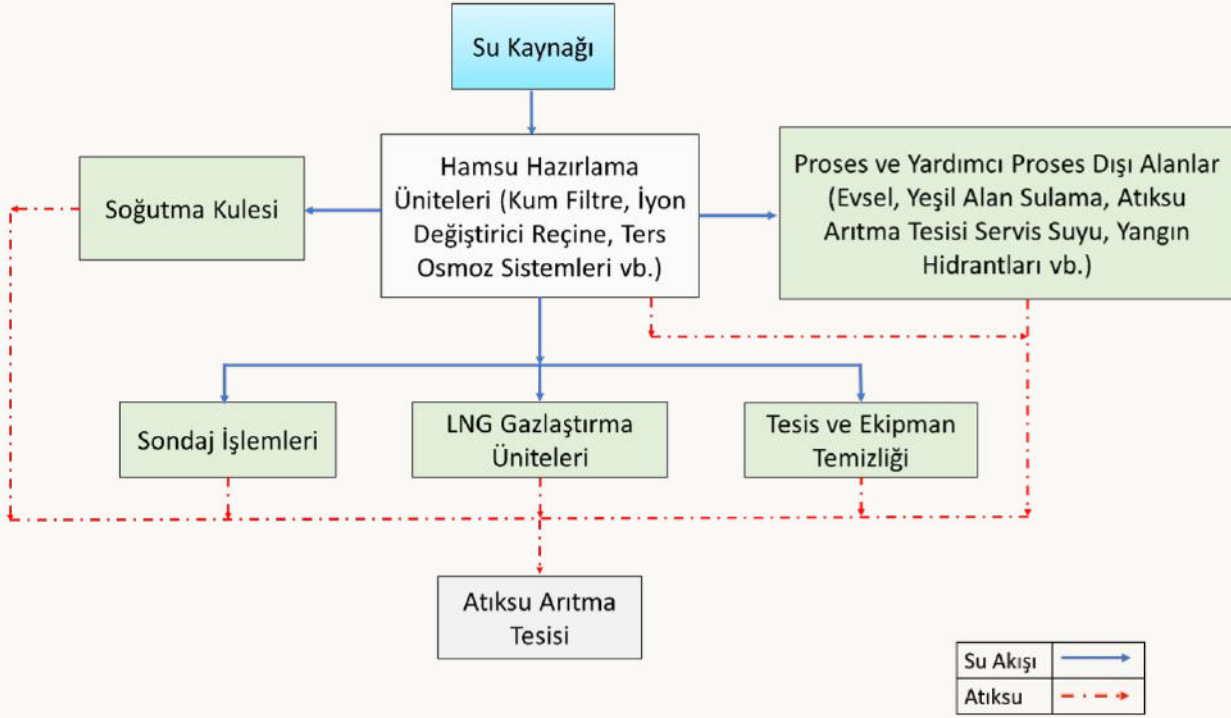 Su Kaynağı
Hamsu Hazırlama
Üniteleri (Kum Filtre, İyon
Değiştirici Reçine, Ters
Osmoz Sistemleri vb.)
Soğutma Kulesi
Proses ve Yardımcı Proses Dışı Alanlar
(Evsel, Yeşil Alan Sulama, Atıksu
Arıtma Tesisi Servis Suyu, Yangın
Hidrantları vb.)
Sondaj İşlemleri
LNG Gazlaştırma
Üniteleri
Tesis ve Ekipman
Temizliği
Atıksu Arıtma
Tesisi
Su Akışı
Atıksu